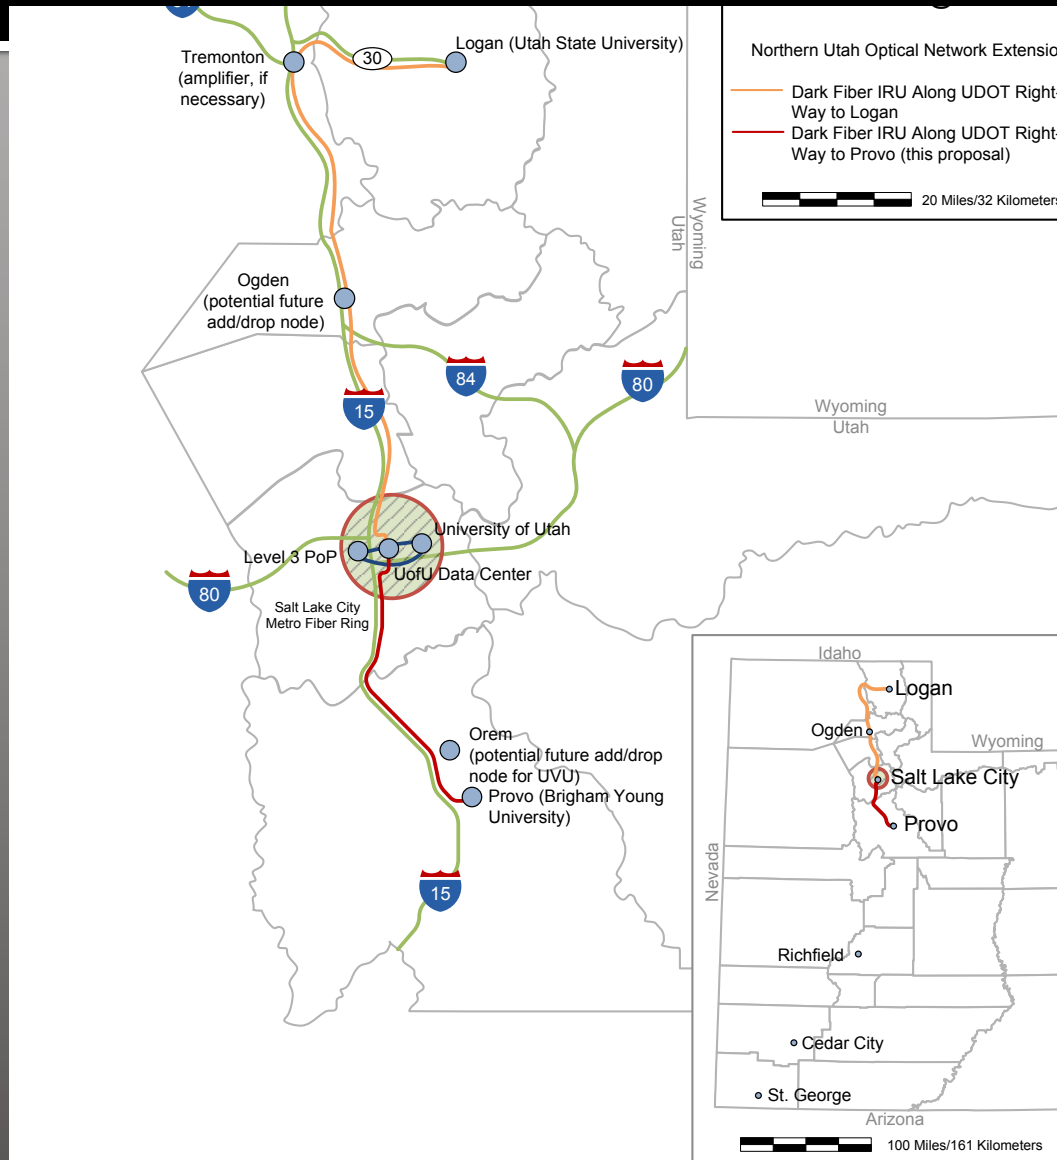 Tremonton
(amplifier, if
necessary)
30
Logan (Utah State University)
Northern Utah Optical Network Extensio
Dark Fiber IRU Along UDOT Right-
Way to Logan
Dark Fiber IRU Along UDOT Right-
Way to Provo (this proposal)
20 Miles/32 Kilometers
Wyoming
Utah
Ogden
(potential future
add/drop node)
84
80
15
Wyoming
Utah
University of Utah
Level 3 PoP
UofU Data Center
80
Salt Lake City
Metro Fiber Ring
Orem
(potential future add/drop
node for UVU)
Provo (Brigham Young
University)
15
Idaho
Logan
Ogden
Wyoming
Salt Lake City
Provo
Nevada
Richfield
Cedar City
St. George
Arizona
100 Miles/161 Kilometers